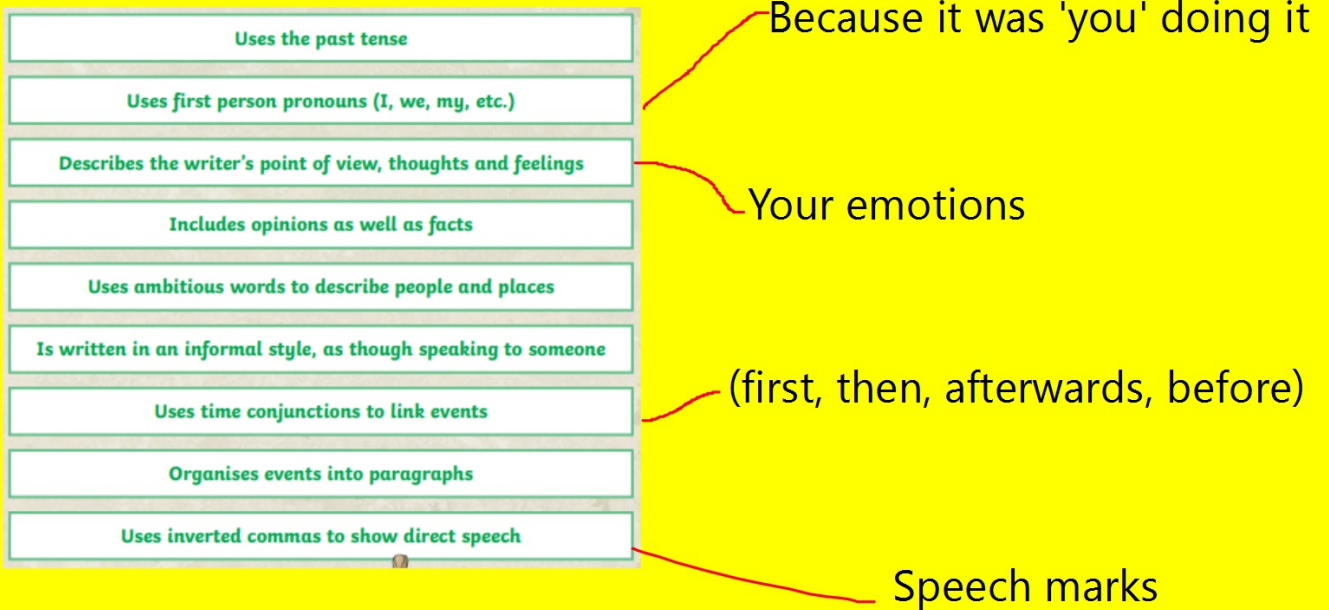 Because it was 'you' doing it
Uses the past tense
Uses first person pronouns (I, we, my, etc.)
Describes the writer's point of view, thoughts and feelings
Your emotions
Includes opinions as well as facts
Uses ambitious words to describe people and places
Is written in an informal style, as though speaking to someone
(first, then, afterwards, before)
Uses time conjunctions to link events
Organises events into paragraphs
Uses inverted commas to show direct speech
Speech marks